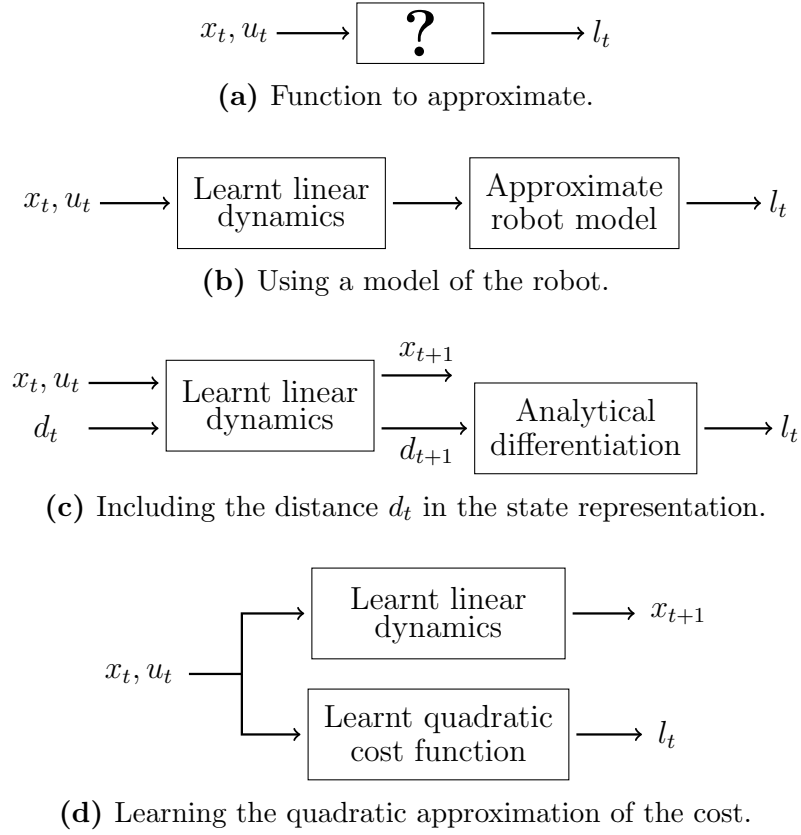 x_t, u_t ? l_t
(a) Function to approximate.
x_t, u_t Learnt linear dynamics Approximate robot model l_t
(b) Using a model of the robot.
x_t, u_t
d_t
Learnt linear
dynamics
x_{t+1}
d_{t+1}
Analytical
differentiation
l_t
(c) Including the distance d_t in the state representation.
x_t, u_t
Learnt linear
dynamics
x_{t+1}
Learnt quadratic
cost function
l_t
(d) Learning the quadratic approximation of the cost.